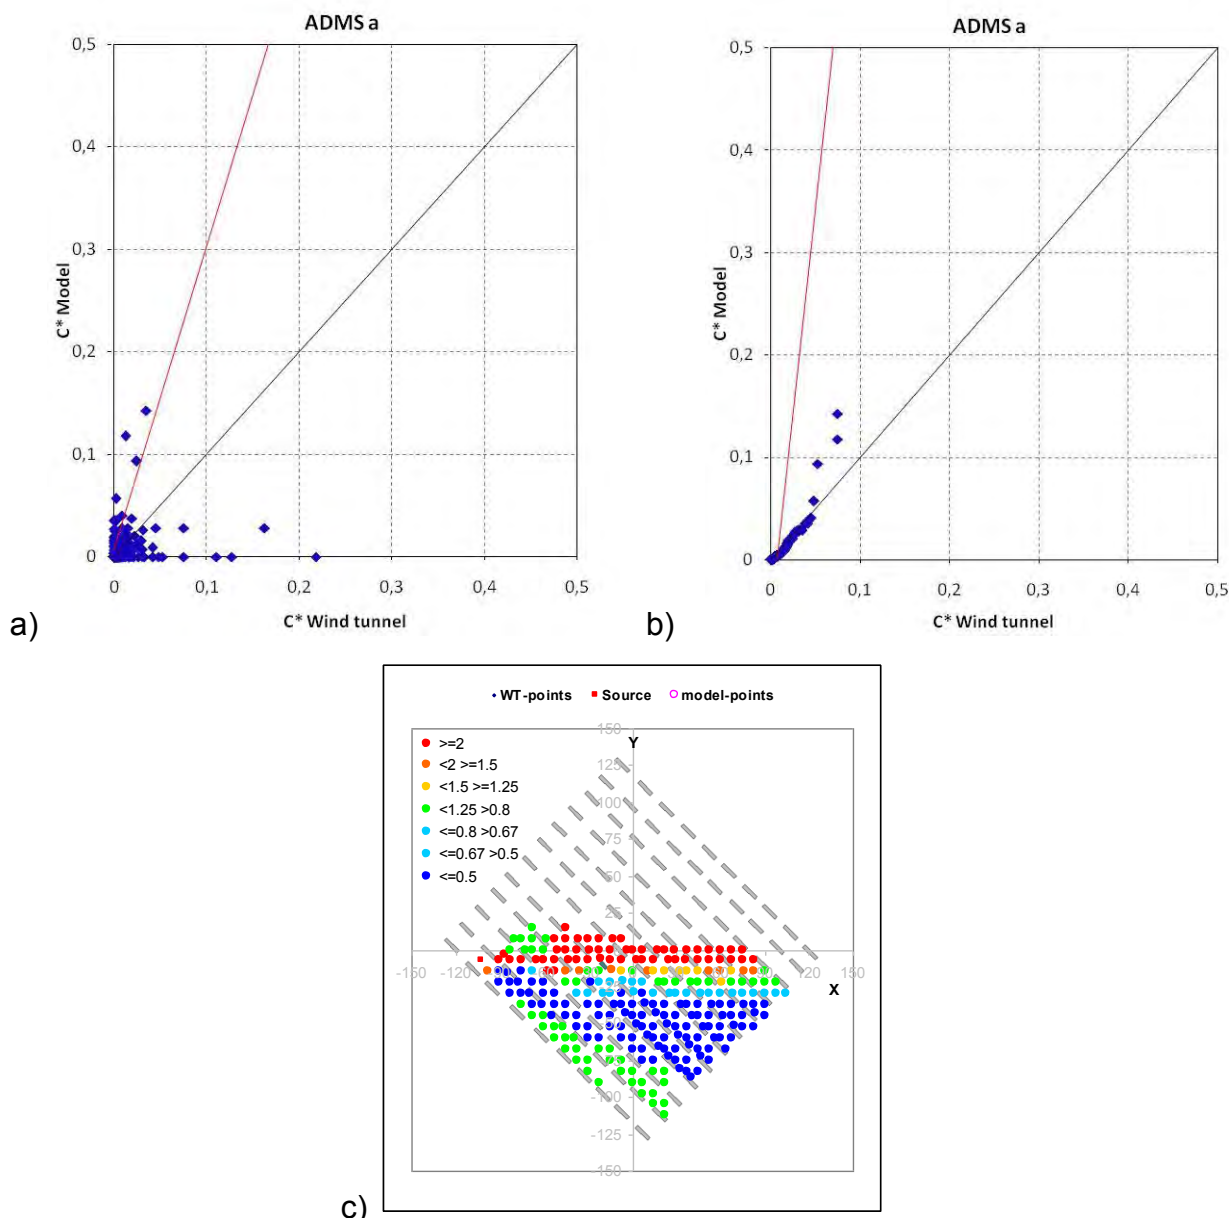 ADMS a
0,5
0,4
0,3
0,2
0,1
0
C* Model
0 0,1 0,2 0,3 0,4 0,5
C* Wind tunnel
a)
ADMS a
0,5
0,4
0,3
0,2
0,1
0
C* Model
0 0,1 0,2 0,3 0,4 0,5
C* Wind tunnel
b)
WT-points Source model-points
>=2
<2 >=1.5
<1.5 >=1.25
<1.25 >0.8
<=0.8 >0.67
<=0.67 >0.5
<=0.5
150
Y
125
100
75
50
25
-150 -120 120 150
X
-100
-125
-150
c)